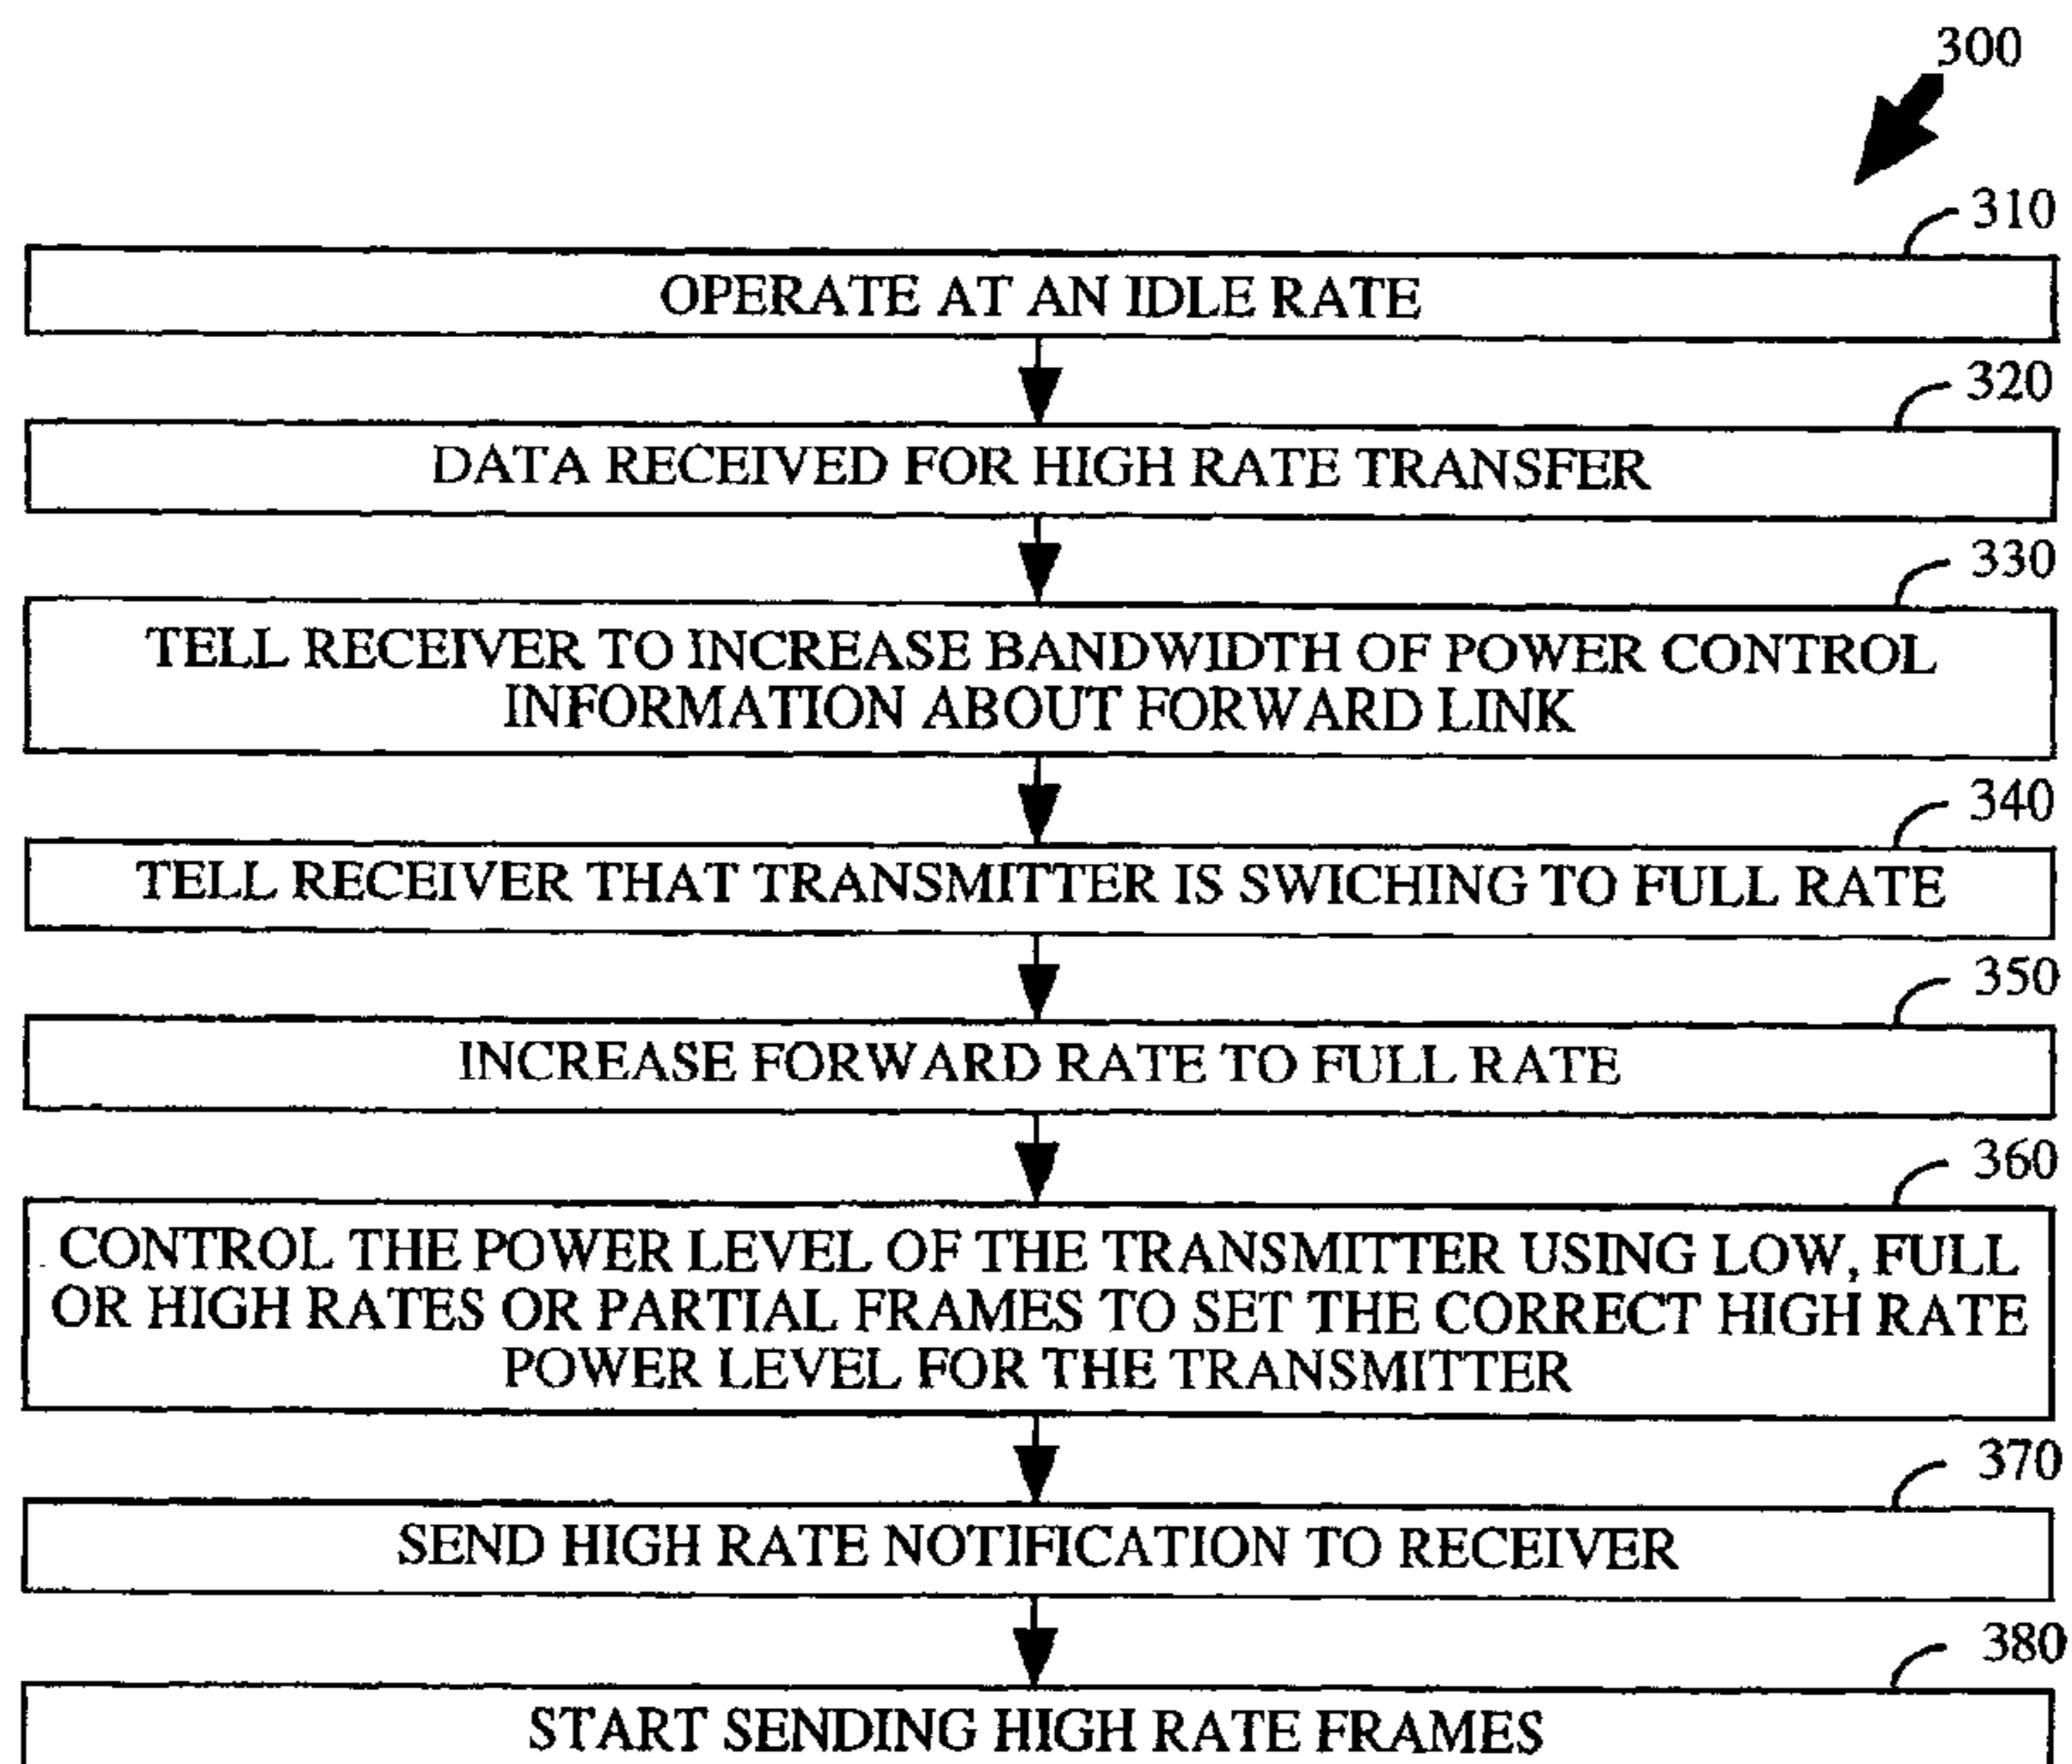 300
310
OPERATE AT AN IDLE RATE
320
DATA RECEIVED FOR HIGH RATE TRANSFER
330
TELL RECEIVER TO INCREASE BANDWIDTH OF POWER CONTROL
INFORMATION ABOUT FORWARD LINK
340
TELL RECEIVER THAT TRANSMITTER IS SWICHING TO FULL RATE
350
INCREASE FORWARD RATE TO FULL RATE
360
CONTROL THE POWER LEVEL OF THE TRANSMITTER USING LOW, FULL
OR HIGH RATES OR PARTIAL FRAMES TO SET THE CORRECT HIGH RATE
POWER LEVEL FOR THE TRANSMITTER
370
SEND HIGH RATE NOTIFICATION TO RECEIVER
380
START SENDING HIGH RATE FRAMES